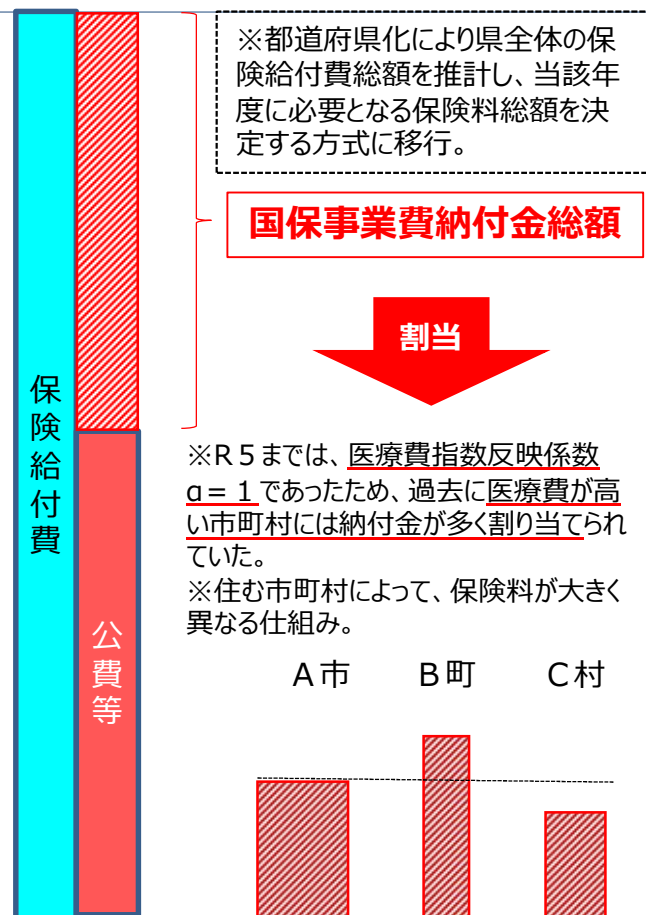 ※都道府県化により県全体の保
険給付費総額を推計し、当該年
度に必要となる保険料総額を決
定する方式に移行。
国保事業費納付金総額
割当
保険給付費
※R5までは、医療費指数反映係数
α=1であったため、過去に医療費が高
い市町村には納付金が多く割り当てられ
ていた。
※住む市町村によって、保険料が大きく
異なる仕組み。
公費等
A市 B町 C村